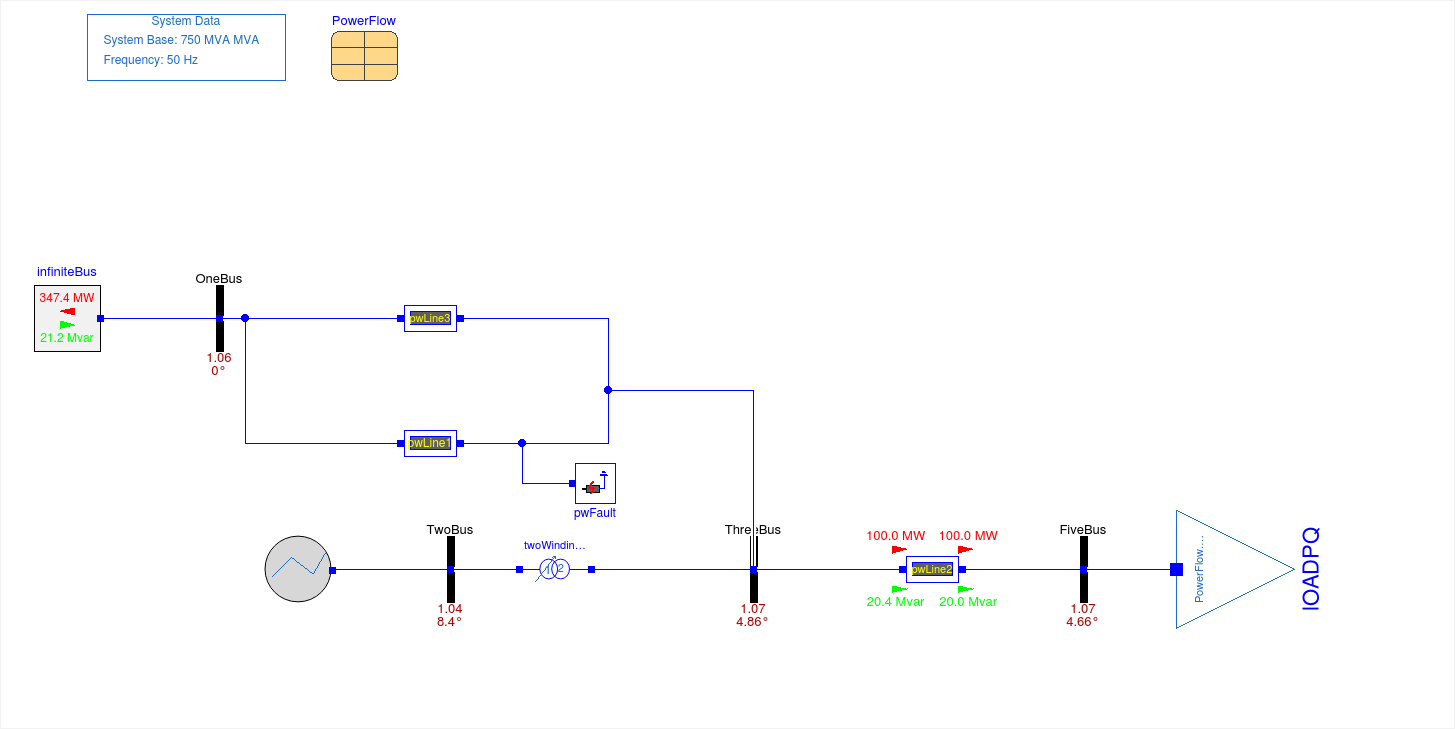 System Data
System Base: 750 MVA MVA
Frequency: 50 Hz
PowerFlow
infiniteBus
347.4 MW
21.2 Mvar
OneBus
1.06
0°
pwLine3
pwLine1
pwFault
TwoBus
1.04
8.4°
twoWindin...
1 2
ThreeBus
1.07
4.86°
100.0 MW 100.0 MW
pwLine2
20.4 Mvar 20.0 Mvar
FiveBus
1.07
4.66°
PowerFlow....
lOADPQ